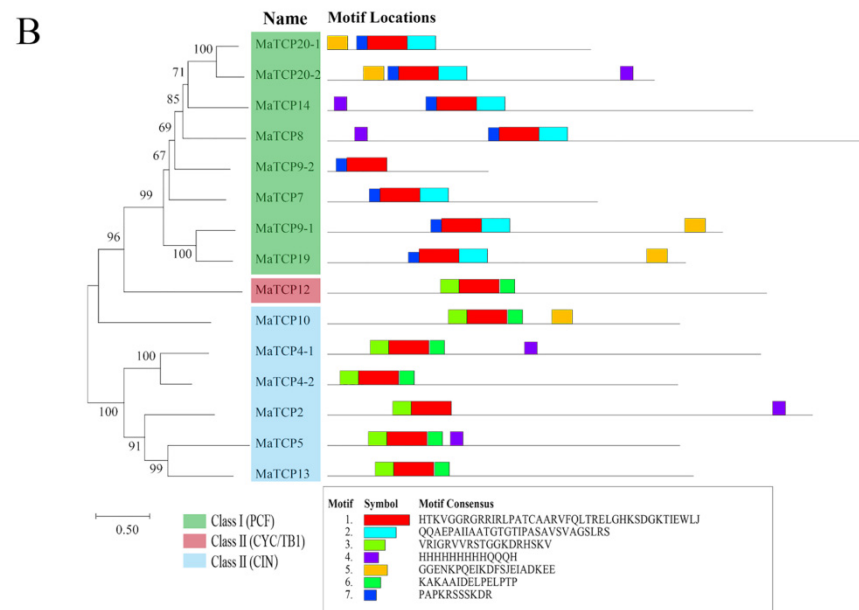 B
Name Motif Locations
100 MaTCP20-1
71 MaTCP20-2
85 MaTCP14
69 MaTCP8
67 MaTCP9-2
99 MaTCP7
96 MaTCP9-1
100 MaTCP19
MaTCP12
MaTCP10
100 MaTCP4-1
MaTCP4-2
100 MaTCP2
91 MaTCP5
99 MaTCP13
0.50
Class I (PCF)
Class II (CYC/TB1)
Class II (CIN)
Motif Symbol Motif Consensus
1. HTKVGGRGRRIRLPATCAARVFQLTRELGHKSDGKTIEWLJ
2. QQAEPAIIAATGTGTIPASAVSVAGSLRS
3. VRIGRVVRSTGGKDRHSKV
4. HHHHHHHHHQQQH
5. GGENKPQEIKDFSJEIADKEE
6. KAKAAIDELPELPTP
7. PAPKRSSSKDR